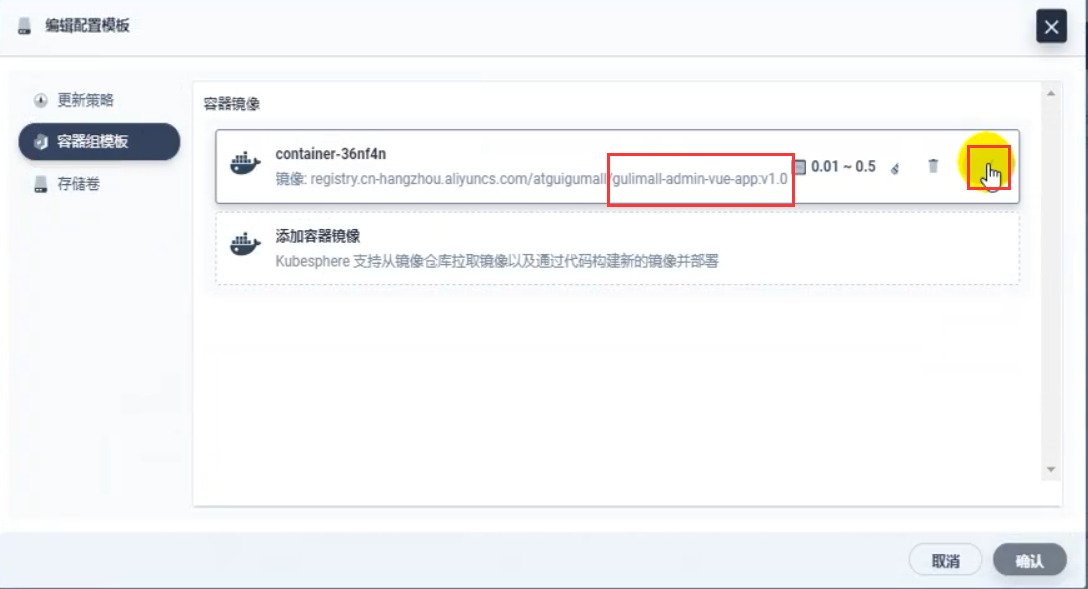 编辑配置模板
更新策略
容器组模板
存储卷
容器镜像
container-36nf4n
镜像: registry.cn-hangzhou.aliyuncs.com/atguigumall/gulimall-admin-vue-app:v1.0
0.01 ~ 0.5
添加容器镜像
Kubesphere 支持从镜像仓库拉取镜像以及通过代码构建新的镜像并部署
取消
确认